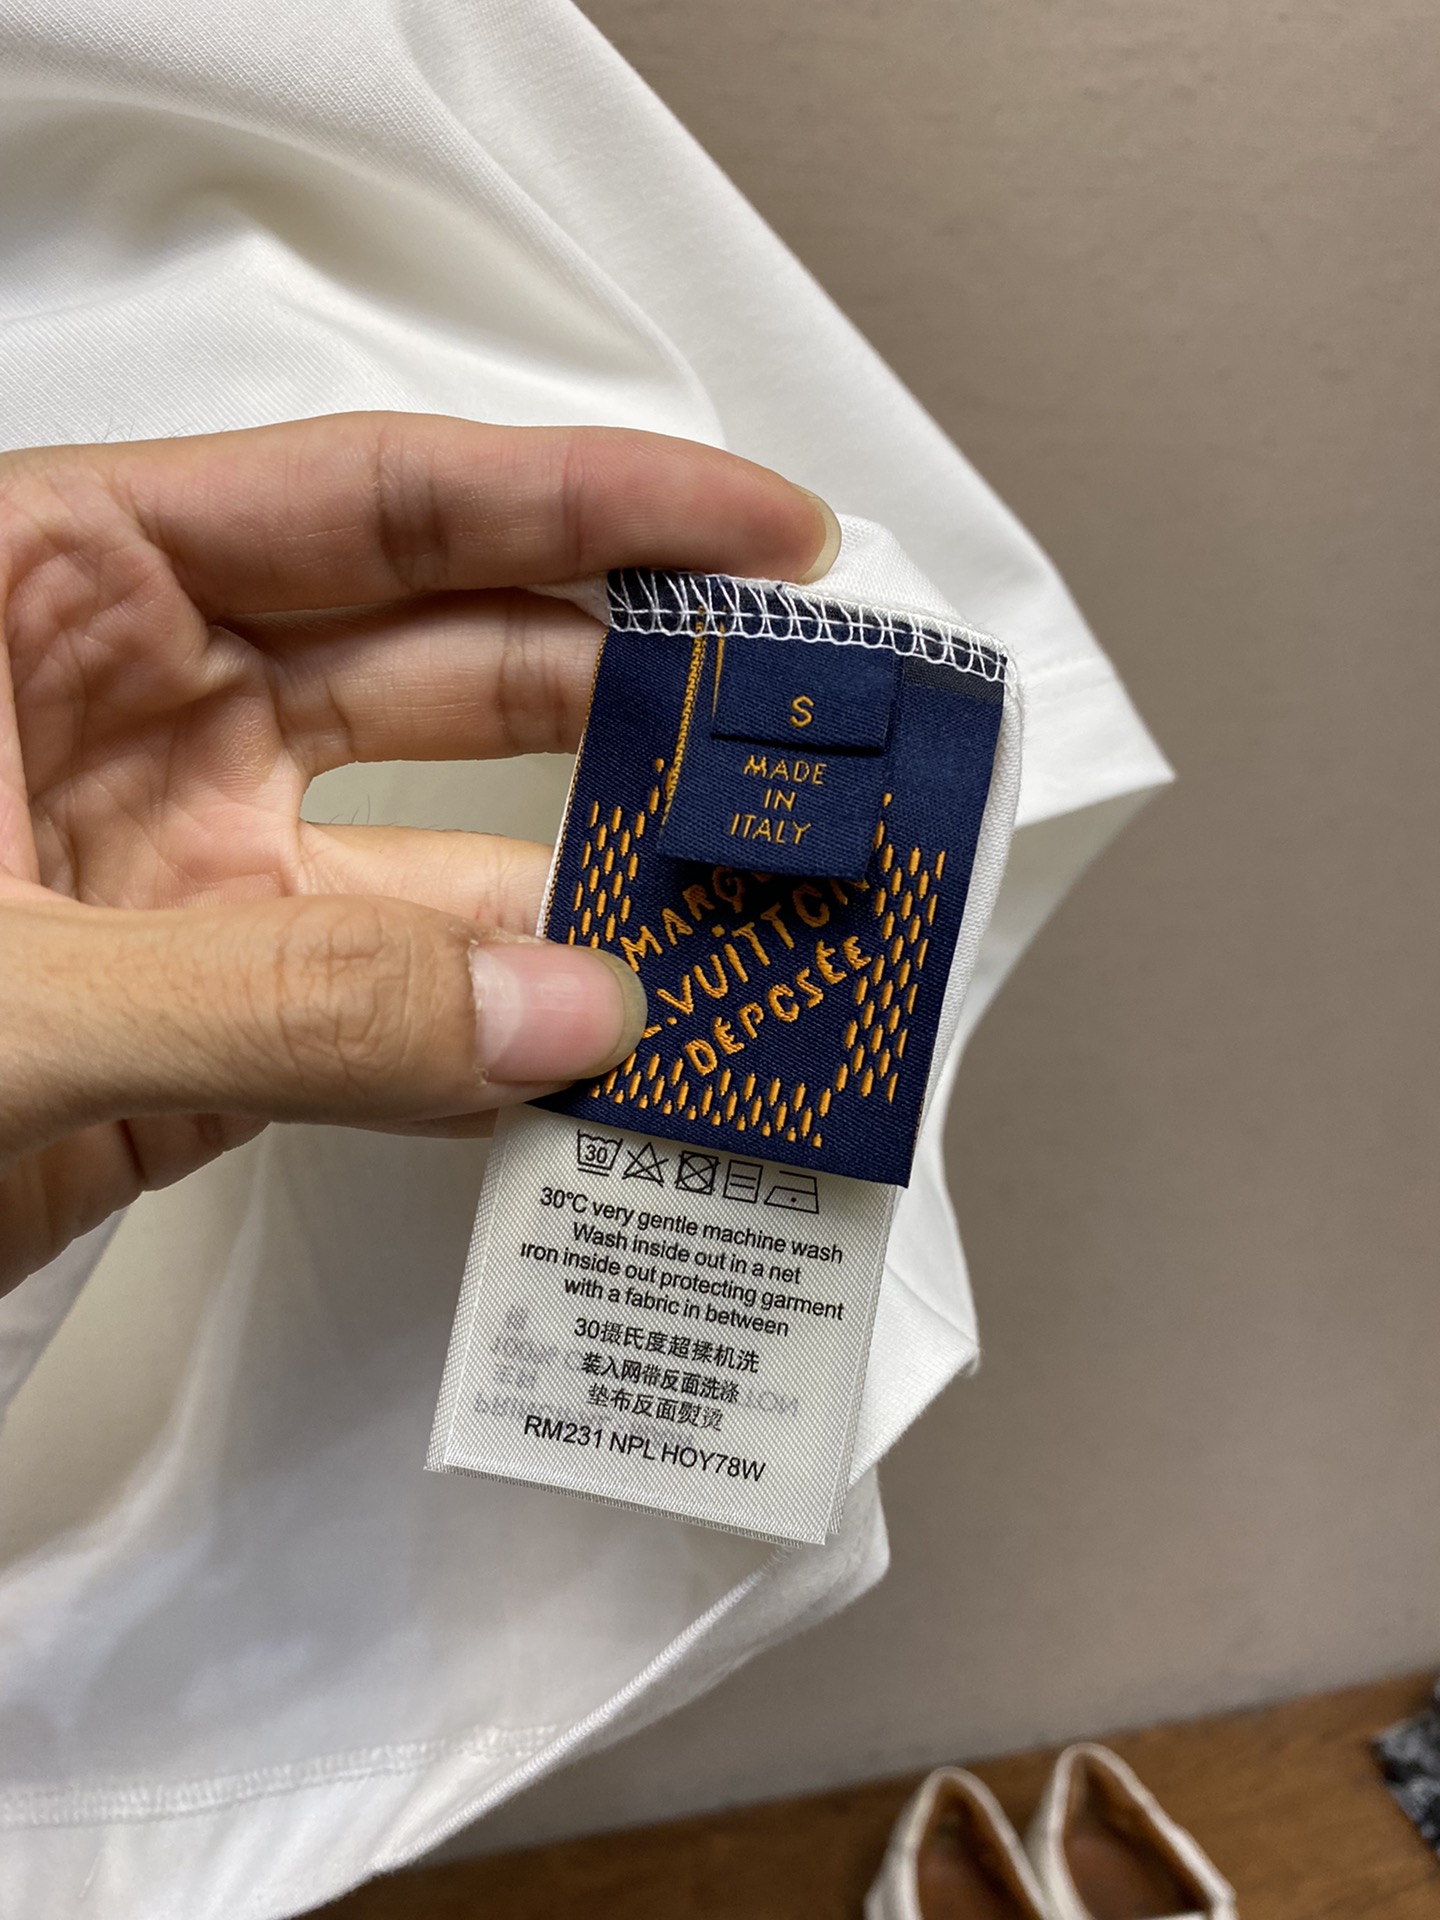 S
MADE
IN
ITALY
L.VUITTON
DÉPOSÉE
30
30°C very gentle machine wash
Wash inside out in a net
Iron inside out protecting garment
with a fabric in between
30摄氏度超揉机洗
装入网带反面洗涤
垫布反面熨烫
RM231 NPL HOY78W